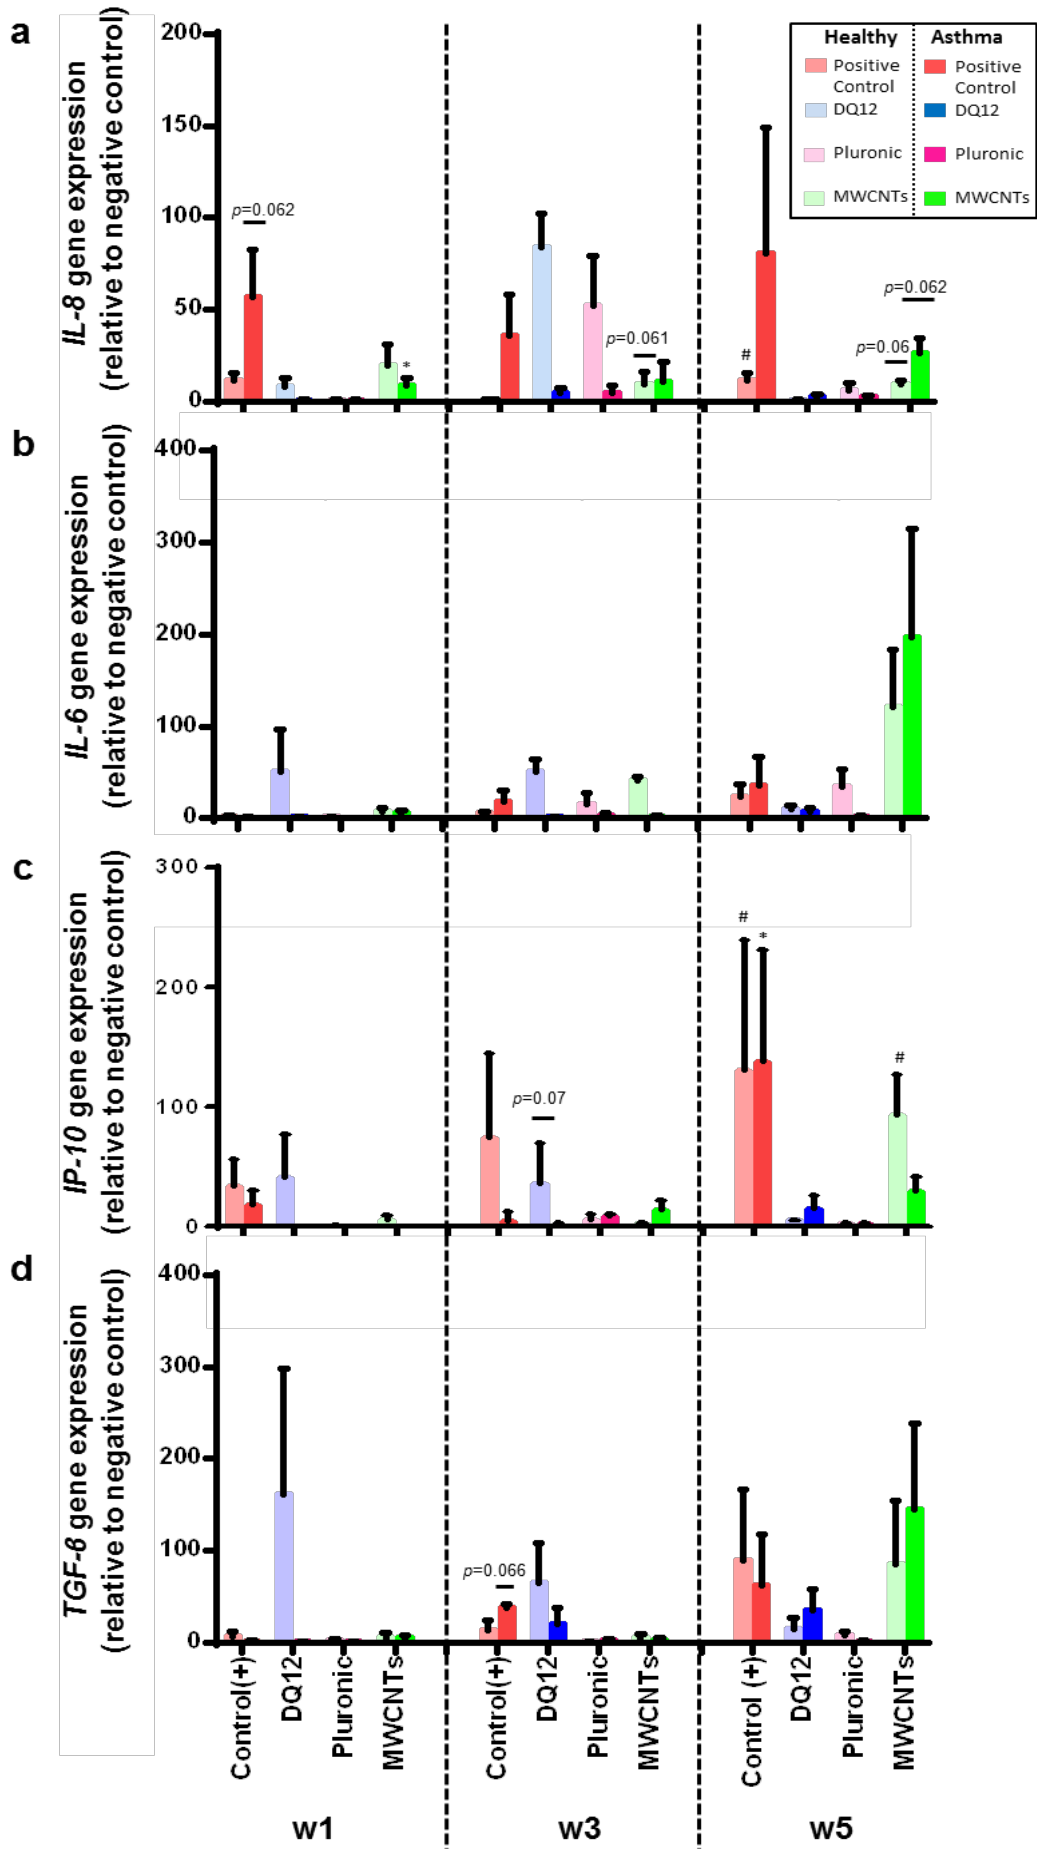 a
IL-8 gene expression
(relative to negative control)
200
150
100
50
0
p=0.062
*
p=0.061
#
p=0.06
p=0.062
Healthy Asthma
Positive Control Positive Control
DQ12 DQ12
Pluronic Pluronic
MWCNTs MWCNTs
b
IL-6 gene expression
(relative to negative control)
400
300
200
100
0
c
IP-10 gene expression
(relative to negative control)
300
200
100
0
p=0.07
#
*
#
d
TGF-β gene expression
(relative to negative control)
400
300
200
100
0
p=0.066
Control(+) DQ12 Pluronic MWCNTs Control(+) DQ12 Pluronic MWCNTs Control (+) DQ12 Pluronic MWCNTs
w1 w3 w5